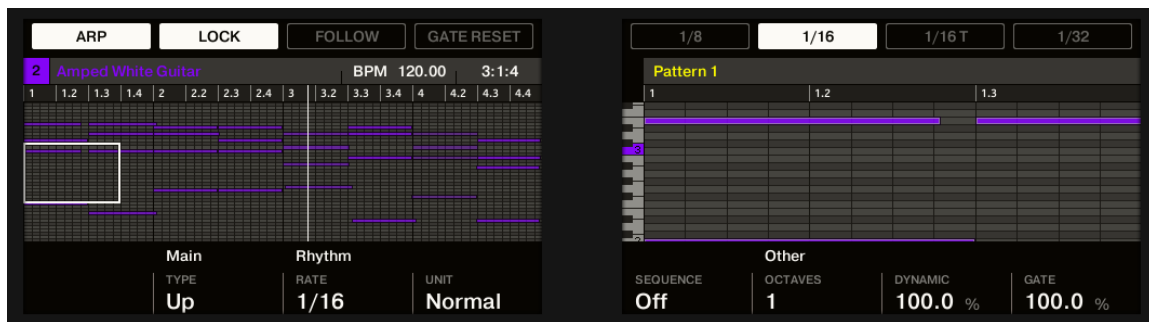 ARP LOCK FOLLOW GATE RESET
2 Amped White Guitar BPM 120.00 3:1:4
1 1.2 1.3 1.4 2 2.2 2.3 2.4 3 3.2 3.3 3.4 4 4.2 4.3 4.4
Main Rhythm
TYPE RATE UNIT
Up 1/16 Normal
1/8 1/16 1/16 T 1/32
Pattern 1
1 1.2 1.3
Other
SEQUENCE OCTAVES DYNAMIC GATE
Off 1 100.0 % 100.0 %